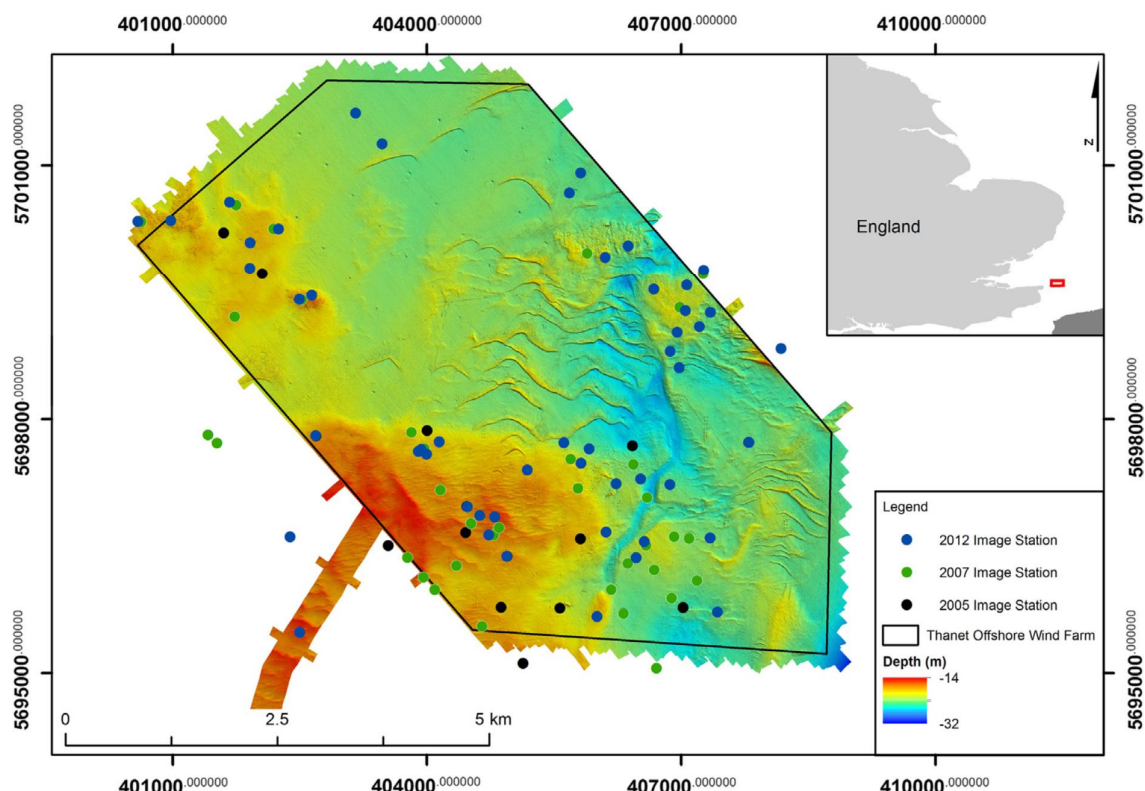 401000.000000 404000.000000 407000.000000 410000.000000
5701000.000000
5701000.000000
England
N
5698000.000000
5698000.000000
Legend
2012 Image Station
2007 Image Station
2005 Image Station
Thanet Offshore Wind Farm
Depth (m)
-14
-32
5695000.000000
5695000.000000
0 2.5 5 km
401000.000000 404000.000000 407000.000000 410000.000000